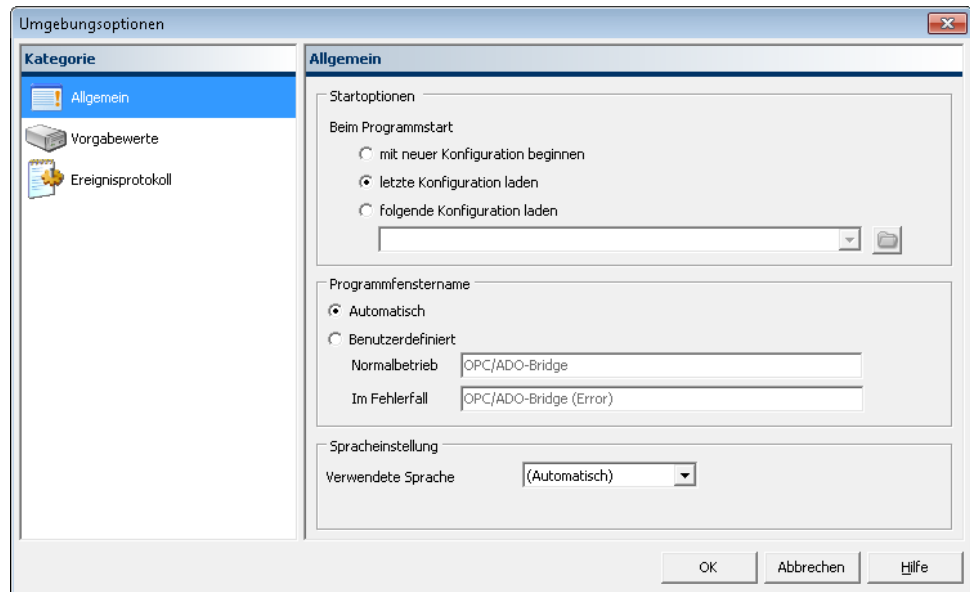 Umgebungsoptionen
Kategorie
Allgemein
Vorgabewerte
Ereignisprotokoll
Allgemein
Startoptionen
Beim Programmstart
mit neuer Konfiguration beginnen
letzte Konfiguration laden
folgende Konfiguration laden
Programmfenstername
Automatisch
Benutzerdefiniert
Normalbetrieb OPC/ADO-Bridge
Im Fehlerfall OPC/ADO-Bridge (Error)
Spracheinstellung
Verwendete Sprache (Automatisch)
OK Abbrechen Hilfe